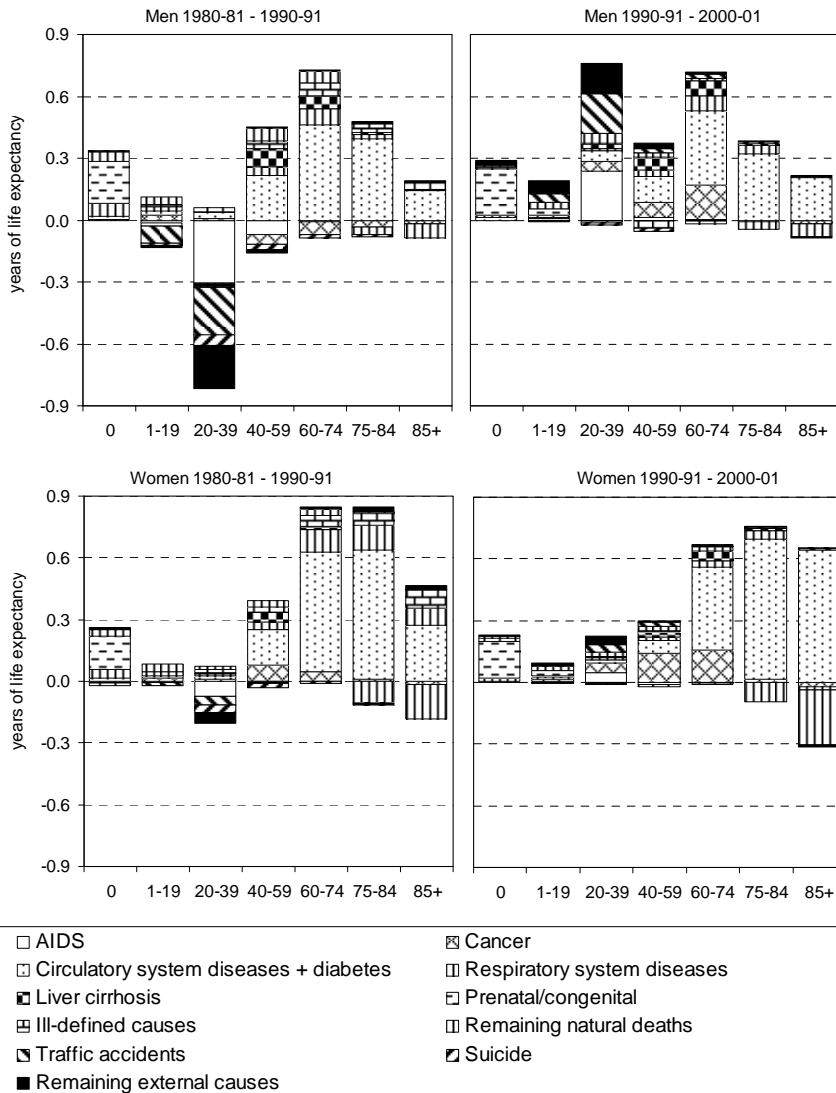 Men 1980-81 - 1990-91
Men 1990-91 - 2000-01
years of life expectancy
0.9
0.6
0.3
0.0
-0.3
-0.6
-0.9
0 1-19 20-39 40-59 60-74 75-84 85+
0 1-19 20-39 40-59 60-74 75-84 85+
Women 1980-81 - 1990-91
Women 1990-91 - 2000-01
years of life expectancy
0.9
0.6
0.3
0.0
-0.3
-0.6
-0.9
0 1-19 20-39 40-59 60-74 75-84 85+
0 1-19 20-39 40-59 60-74 75-84 85+
AIDS
Cancer
Circulatory system diseases + diabetes
Respiratory system diseases
Liver cirrhosis
Prenatal/congenital
Ill-defined causes
Remaining natural deaths
Traffic accidents
Suicide
Remaining external causes